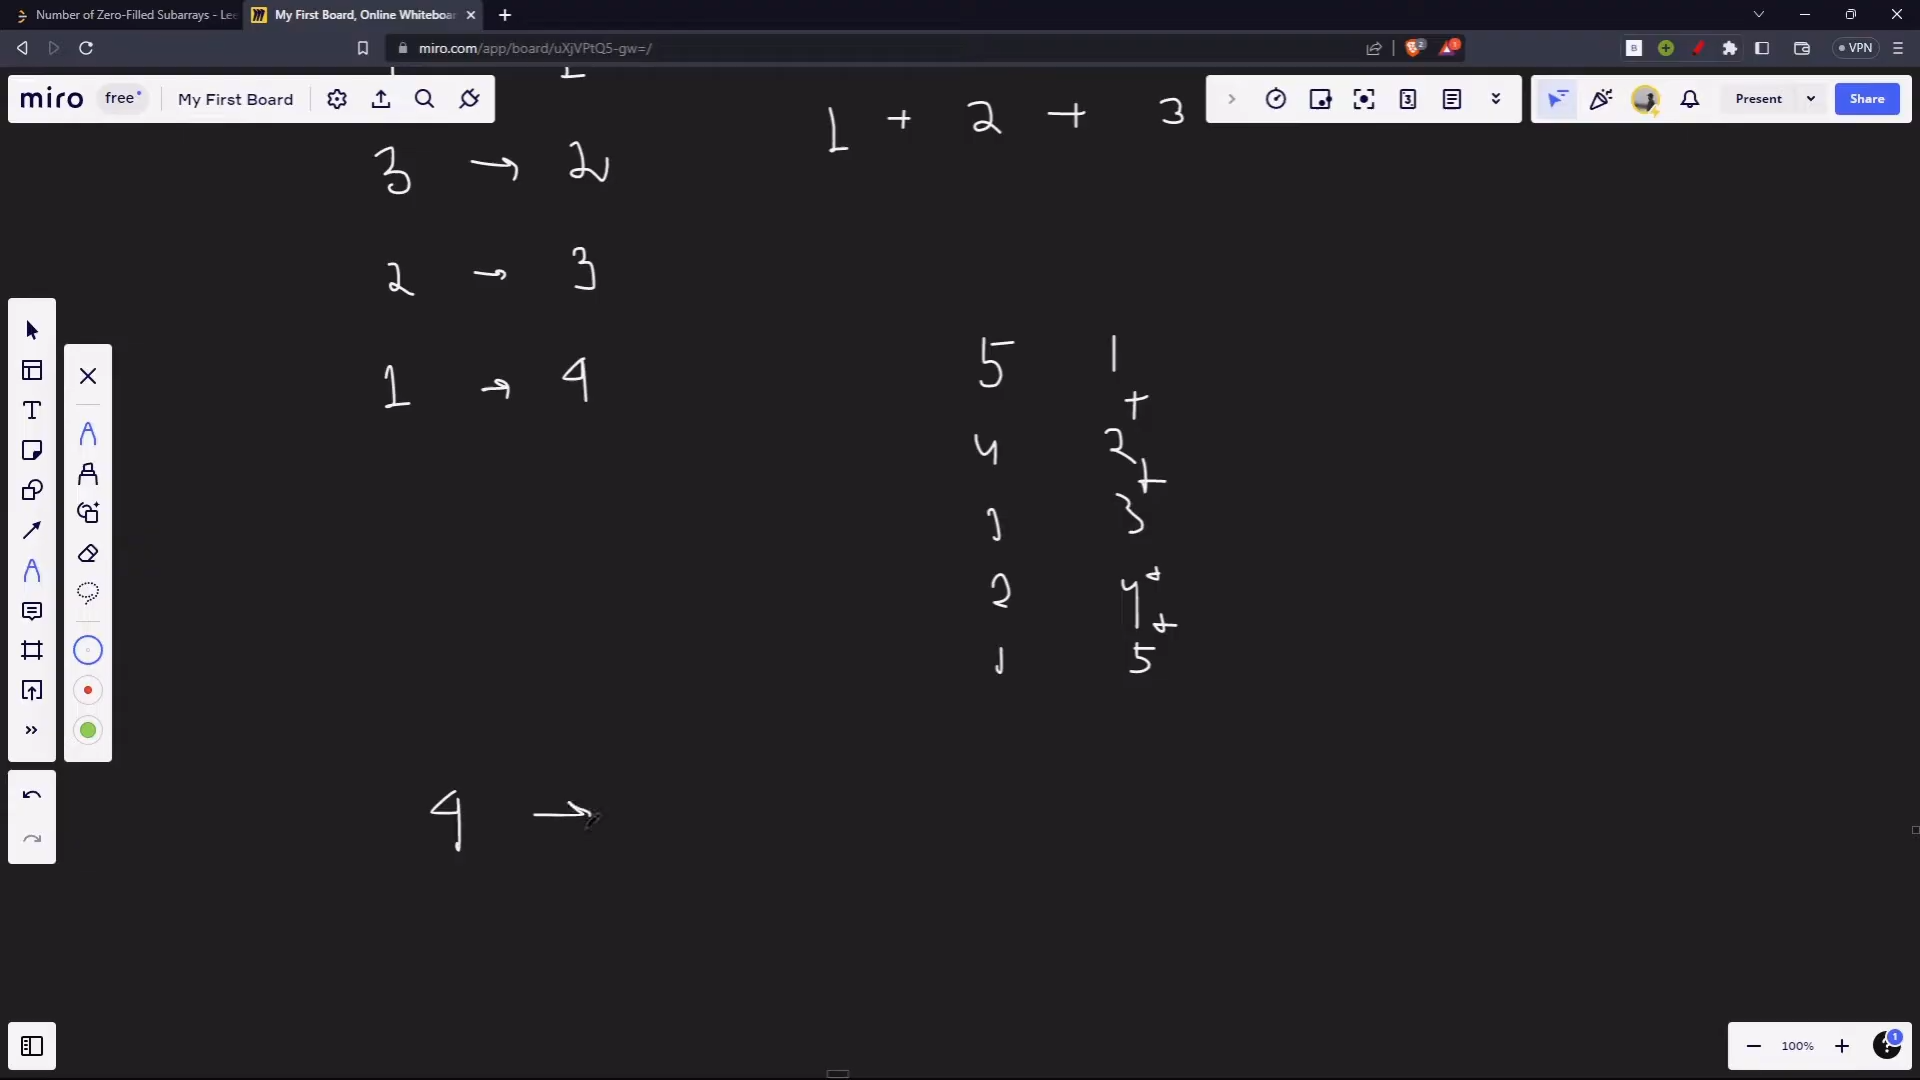 Number of Zero-Filled Subarrays - Lee
My First Board, Online Whiteboar
miro.com/app/board/uXjVPtQ5-gw=/
VPN
miro free My First Board
Present Share
1 + 2 + 3
3 → 2
2 → 3
1 → 4
5 1
+
4 2
+
3 3
+
2 4
+
1 5
4 →
100%
1